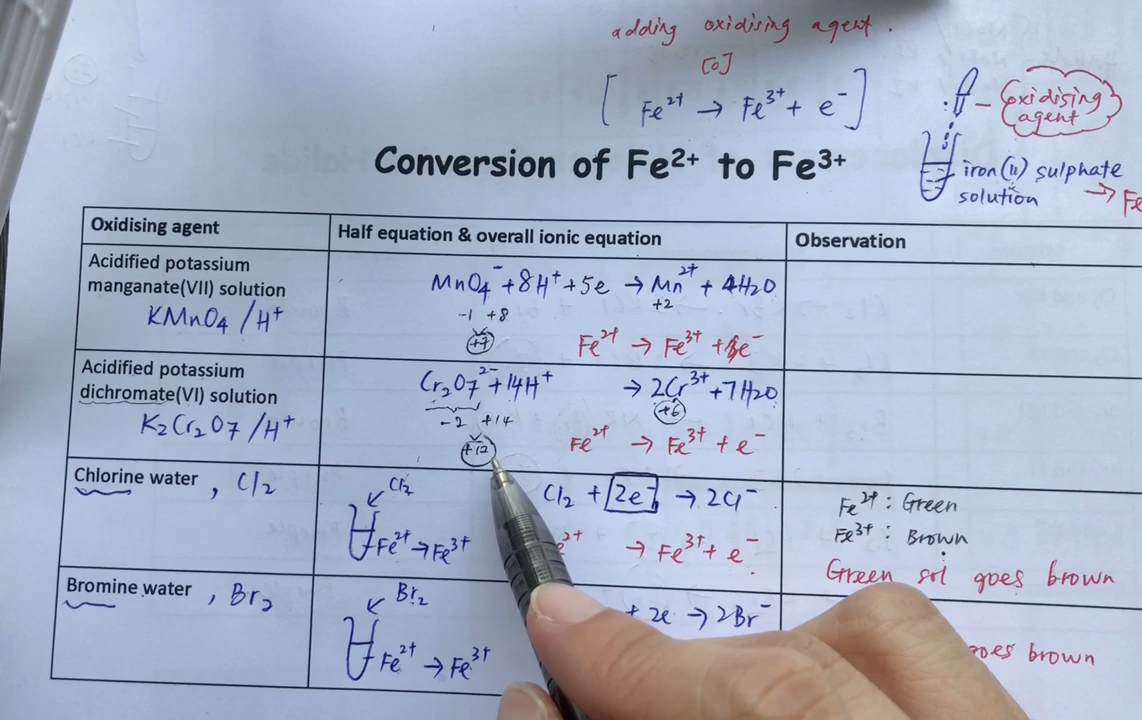 adding oxidising agent.
[O]
[ Fe²⁺ → Fe³⁺ + e⁻ ]
oxidising agent
iron(II) sulphate
solution → Fe
Conversion of Fe²⁺ to Fe³⁺
Oxidising agent
Half equation & overall ionic equation
Observation
Acidified potassium
manganate(VII) solution
KMnO₄ / H⁺
MnO₄⁻ + 8H⁺ + 5e → Mn²⁺ + 4H₂O
-1 +8 +2
+7
Fe²⁺ → Fe³⁺ + e⁻
Acidified potassium
dichromate(VI) solution
K₂Cr₂O₇ / H⁺
Cr₂O₇²⁻ + 14H⁺ → 2Cr³⁺ + 7H₂O
-2 +14 +6
+12
Fe²⁺ → Fe³⁺ + e⁻
Chlorine water , Cl₂
Cl₂
Fe²⁺ → Fe³⁺
Cl₂ + 2e⁻ → 2Cl⁻
e²⁺ → Fe³⁺ + e⁻
Fe²⁺ : Green
Fe³⁺ : Brown
Green sol goes brown
Bromine water , Br₂
Br₂
Fe²⁺ → Fe³⁺
+ 2e → 2Br⁻
goes brown